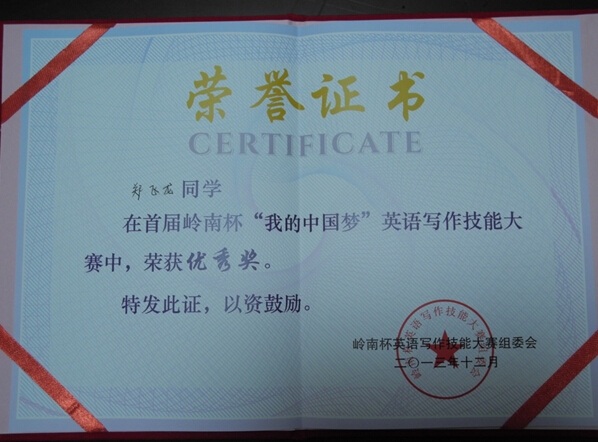 荣誉证书
CERTIFICATE
郑飞龙 同学
在首届岭南杯“我的中国梦”英语写作技能大
赛中，荣获优秀奖。
特发此证，以资鼓励。
岭南杯英语写作技能大赛组委会
二〇一三年十二月